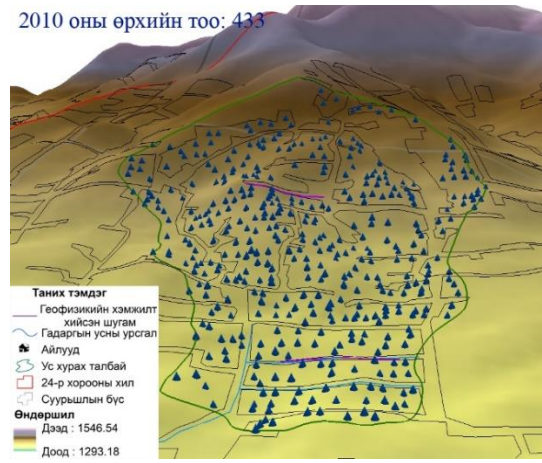 2010 оны өрхийн тоо: 433
Таних тэмдэг
Геофизикийн хэмжилт
хийсэн шугам
Гадаргын усны урсгал
Айлууд
Ус хурах талбай
24-р хорооны хил
Суурьшлын бүс
Өндөршил
Дээд : 1546.54
Доод : 1293.18